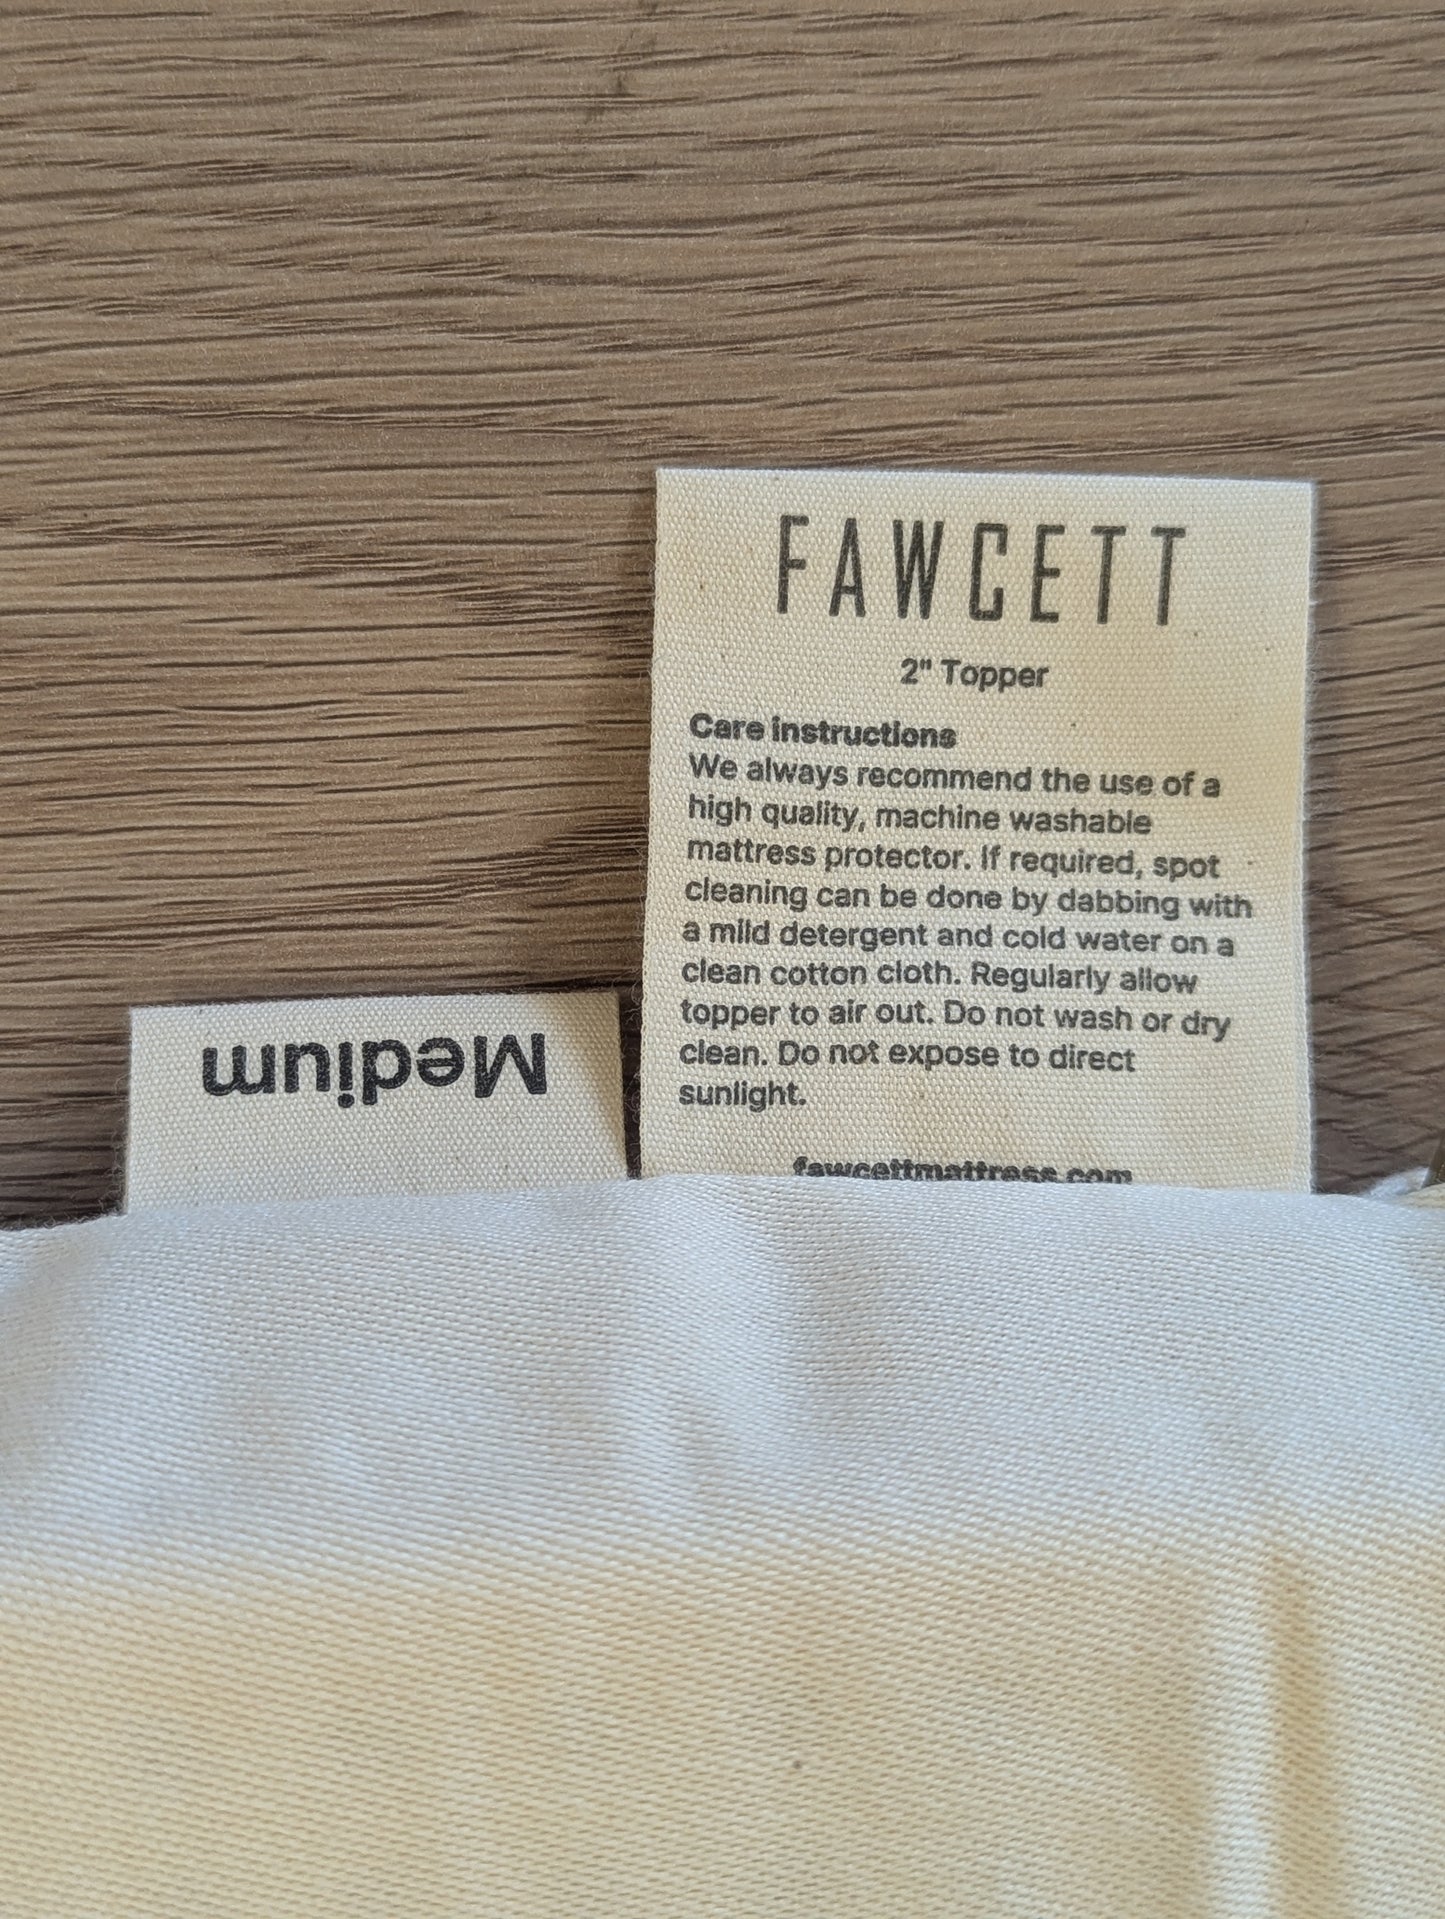 FAWCETT
2" Topper
Care instructions
We always recommend the use of a
high quality, machine washable
mattress protector. If required, spot
cleaning can be done by dabbing with
a mild detergent and cold water on a
clean cotton cloth. Regularly allow
topper to air out. Do not wash or dry
clean. Do not expose to direct
sunlight.
fawcettmattress.com
Medium